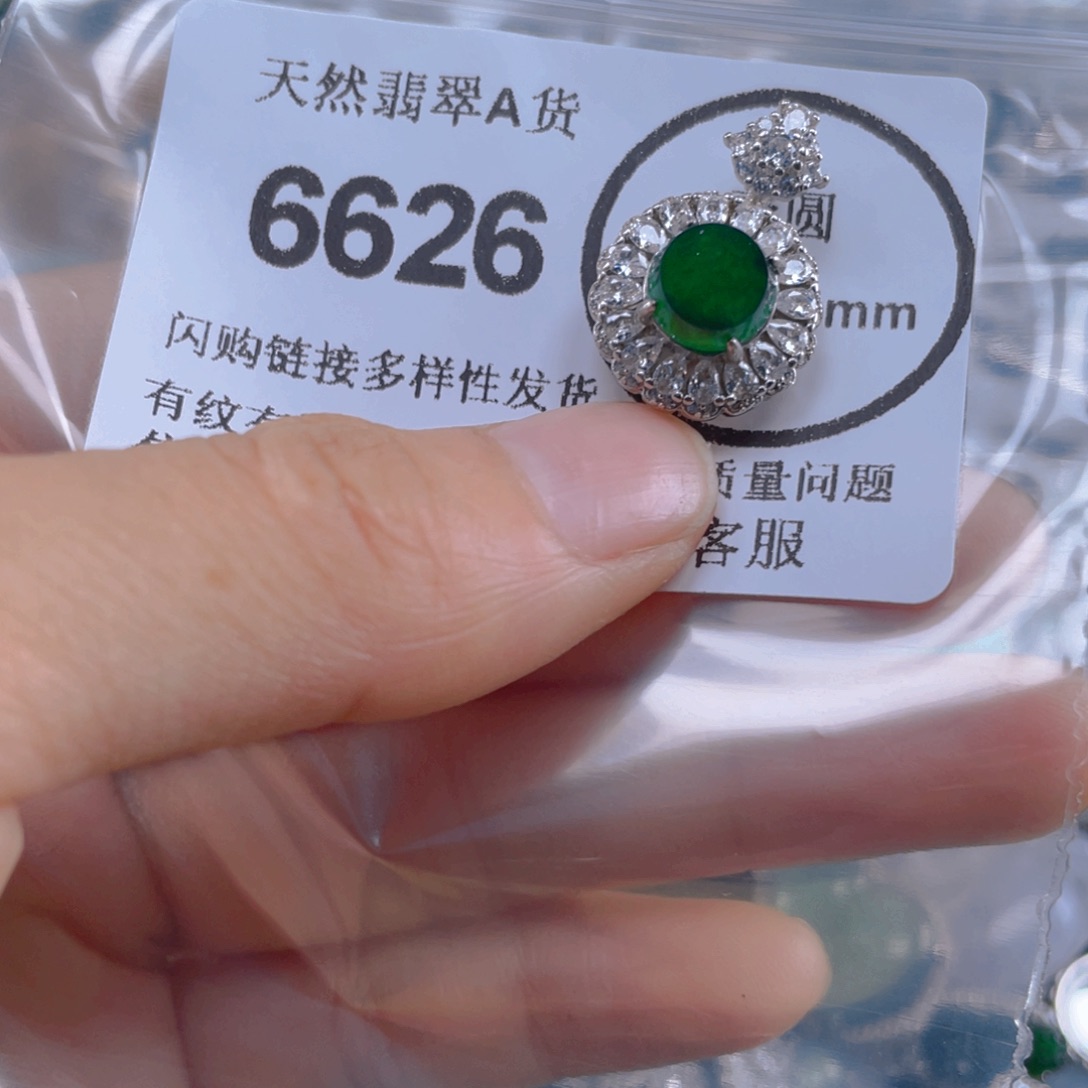 天然翡翠A货
6626
圆
mm
闪购链接多样性发货
有纹
质量问题
客服